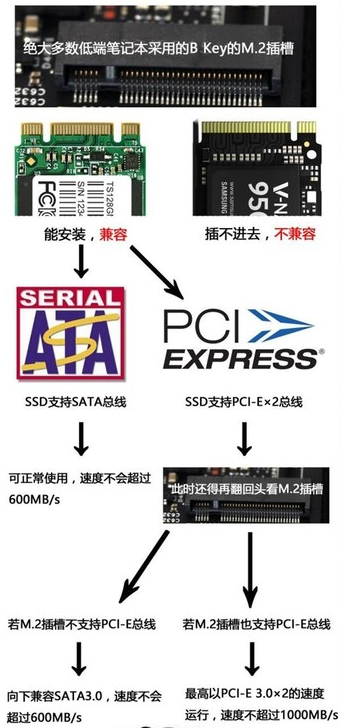 绝大多数低端笔记本采用的B Key的M.2插槽
C632
TS128G
S/N 1234
FC
V-N
950
SAMSUNG
能安装，兼容
插不进去，不兼容
SERIAL
ATA
PCI
EXPRESS®
SSD支持SATA总线
SSD支持PCI-E×2总线
可正常使用，速度不会超过
600MB/s
此时还得再翻回头看M.2插槽
C632
若M.2插槽不支持PCI-E总线
若M.2插槽也支持PCI-E总线
向下兼容SATA3.0，速度不会
超过600MB/s
最高以PCI-E 3.0×2的速度
运行，速度不超过1000MB/s